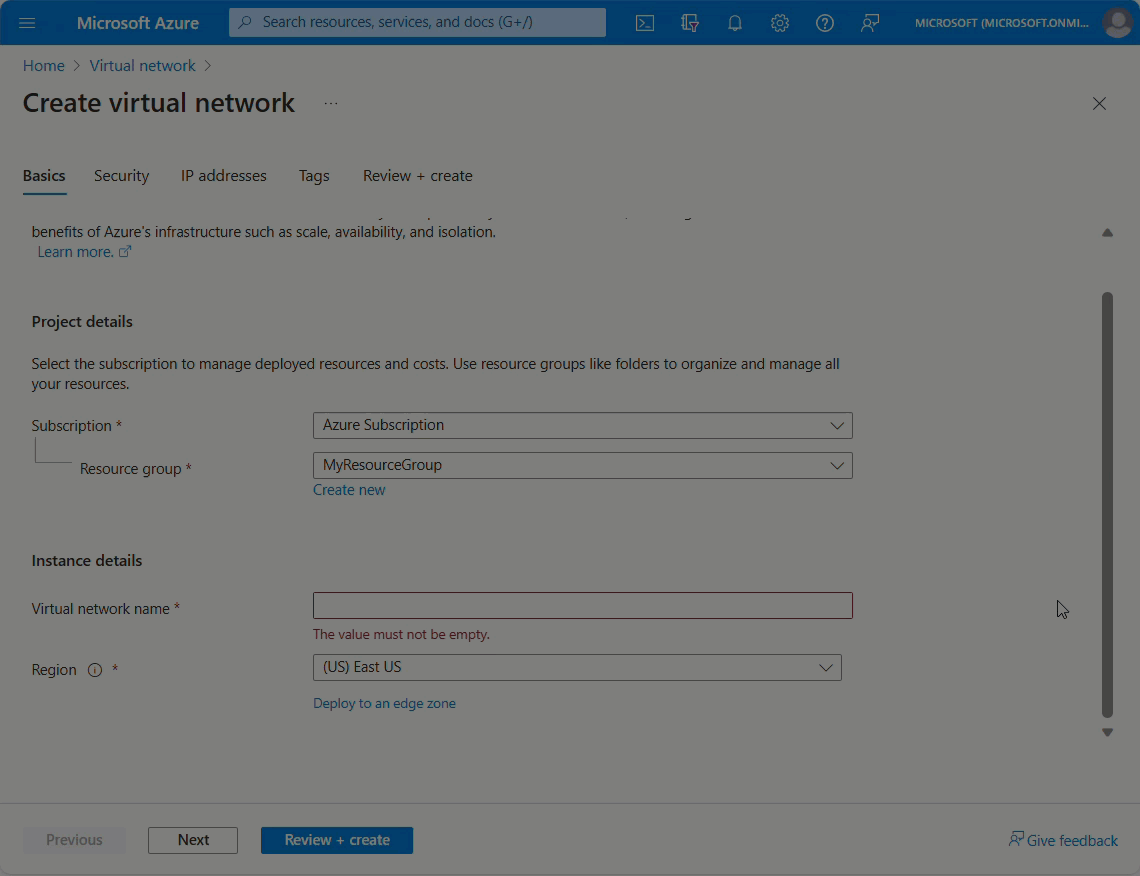 Microsoft Azure
Search resources, services, and docs (G+/)
MICROSOFT (MICROSOFT.ONMI...
Home > Virtual network >
Create virtual network ...
Basics Security IP addresses Tags Review + create
benefits of Azure's infrastructure such as scale, availability, and isolation.
Learn more.
Project details
Select the subscription to manage deployed resources and costs. Use resource groups like folders to organize and manage all
your resources.
Subscription * Azure Subscription
Resource group * MyResourceGroup
Create new
Instance details
Virtual network name *
The value must not be empty.
Region * (US) East US
Deploy to an edge zone
Previous Next Review + create Give feedback